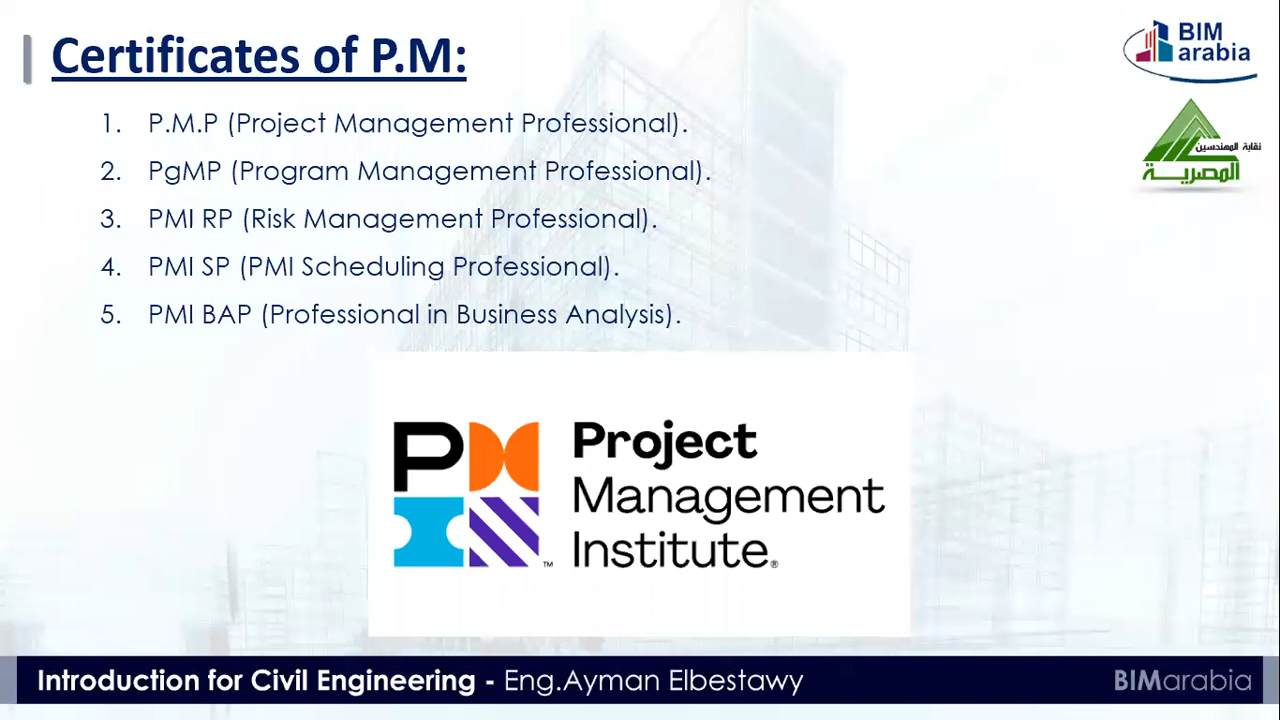 Certificates of P.M:
1. P.M.P (Project Management Professional).
2. PgMP (Program Management Professional).
3. PMI RP (Risk Management Professional).
4. PMI SP (PMI Scheduling Professional).
5. PMI BAP (Professional in Business Analysis).
BIM
arabia
نقابة المهندسين
المصرية
P
Project
Management
Institute.®
™
Introduction for Civil Engineering - Eng.Ayman Elbestawy
BIMarabia